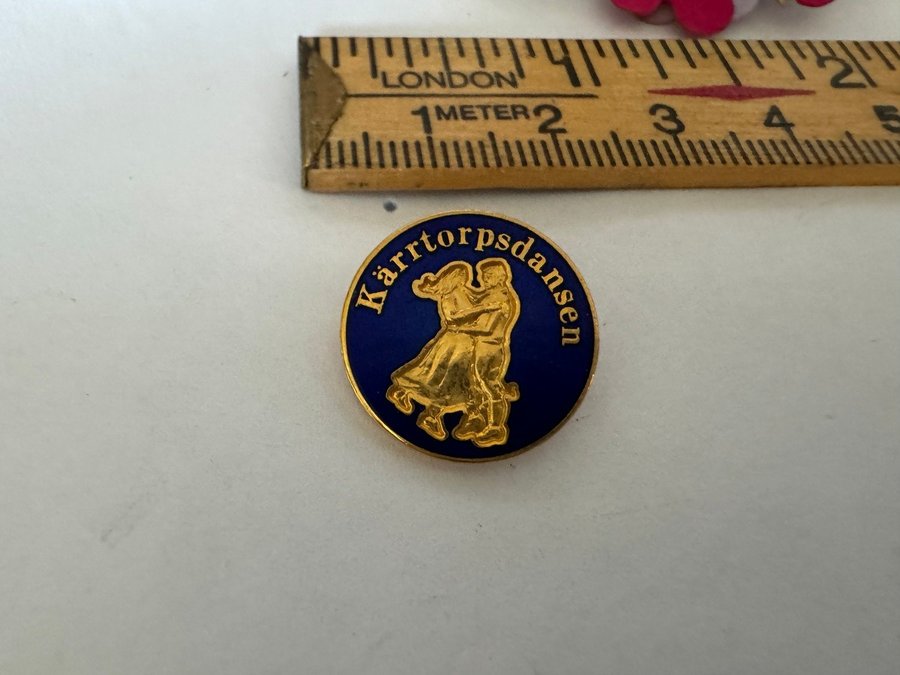 LONDON 1 2
1 METER 2 3 4 5
Kärrtorpsdansen